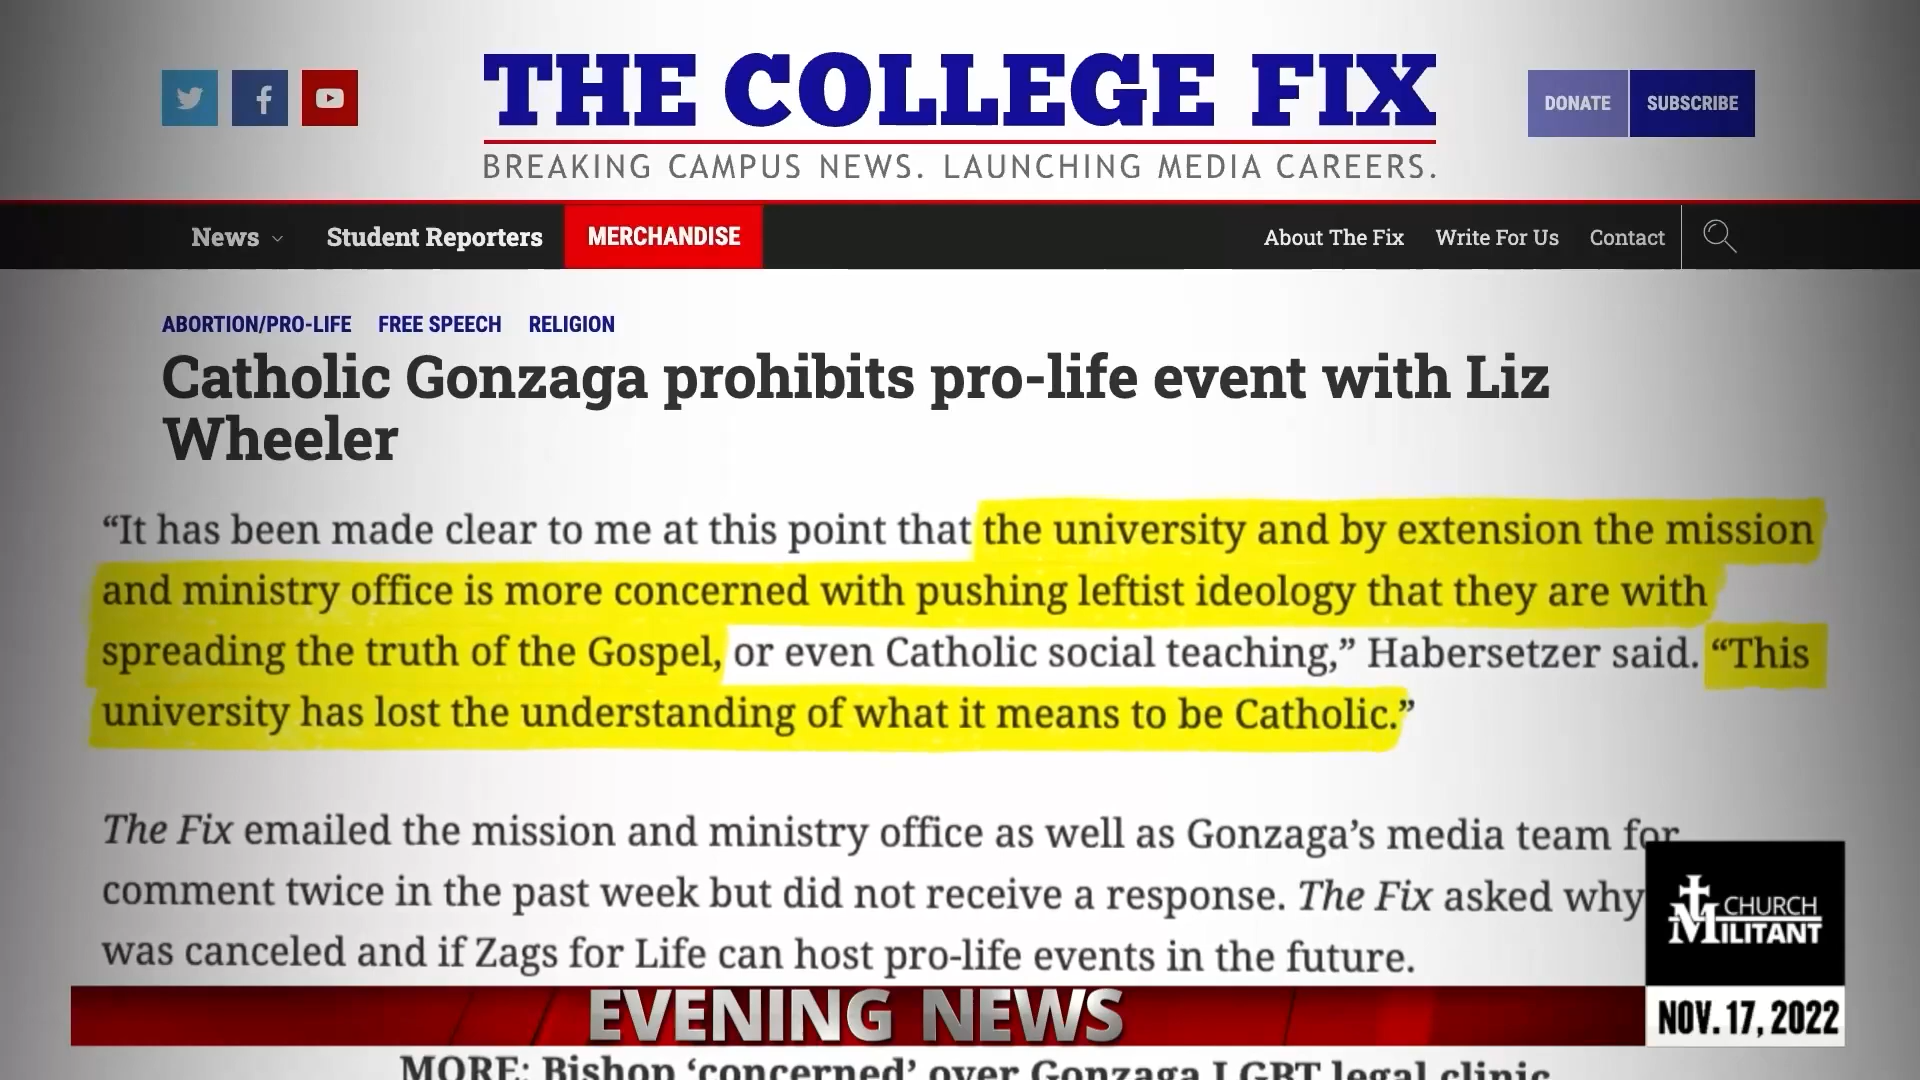 THE COLLEGE FIX
BREAKING CAMPUS NEWS. LAUNCHING MEDIA CAREERS.
DONATE
SUBSCRIBE
News
Student Reporters
MERCHANDISE
About The Fix
Write For Us
Contact
ABORTION/PRO-LIFE FREE SPEECH RELIGION
Catholic Gonzaga prohibits pro-life event with Liz
Wheeler
“It has been made clear to me at this point that the university and by extension the mission
and ministry office is more concerned with pushing leftist ideology that they are with
spreading the truth of the Gospel, or even Catholic social teaching,” Habersetzer said. “This
university has lost the understanding of what it means to be Catholic.”
The Fix emailed the mission and ministry office as well as Gonzaga’s media team for
comment twice in the past week but did not receive a response. The Fix asked why
was canceled and if Zags for Life can host pro-life events in the future.
CHURCH
MILITANT
EVENING NEWS
NOV. 17, 2022
MORE: Bishop ‘concerned’ over Gonzaga LGBT legal clinic